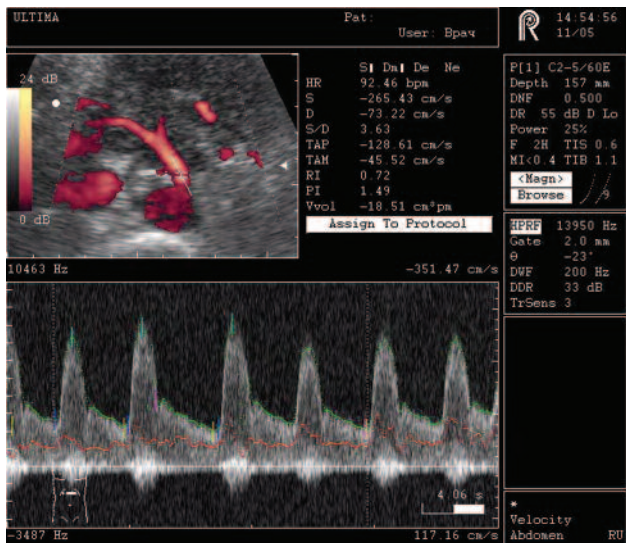 ULTIMA
Pat:
User: Врач
R
14:54:56
11/05
24 dB
0 dB
S Dm De Ne
HR 92.46 bpm
S -265.43 cm/s
D -73.22 cm/s
S/D 3.63
TAP -128.61 cm/s
TAM -45.52 cm/s
RI 0.72
PI 1.49
Vvol -18.51 cm³pm
Assign To Protocol
P[1] C2-5/60E
Depth 157 mm
DNF 0.500
DR 55 dB D Lo
Power 25%
F 2H TIS 0.6
MI<0.4 TIB 1.1
<Magn>
Browse
9
HPRF 13950 Hz
Gate 2.0 mm
θ -23°
DWF 200 Hz
DDR 33 dB
TrSens 3
10463 Hz
-351.47 cm/s
4.06 s
-3487 Hz
117.16 cm/s
*
Velocity
Abdomen RU